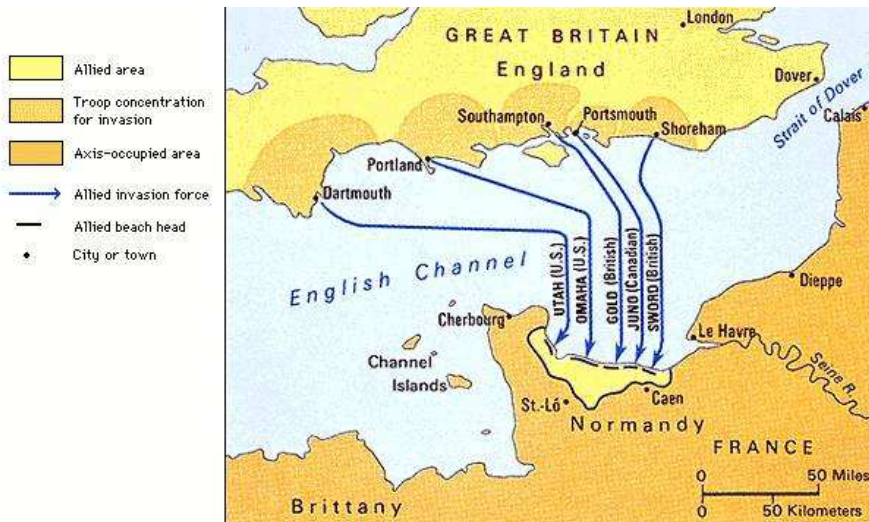 Allied area
Troop concentration
for invasion
Axis-occupied area
Allied invasion force
Allied beach head
City or town
London
GREAT BRITAIN
England
Dover
Strait of Dover
Calais
Southampton
Portsmouth
Shoreham
Portland
Dartmouth
English Channel
UTAH (U.S.)
OMAHA (U.S.)
GOLD (British)
JUNO (Canadian)
SWORD (British)
Dieppe
Cherbourg
Le Havre
Seine R.
Channel
Islands
St.-Ló
Caen
Normandy
FRANCE
0 50 Miles
0 50 Kilometers
Brittany